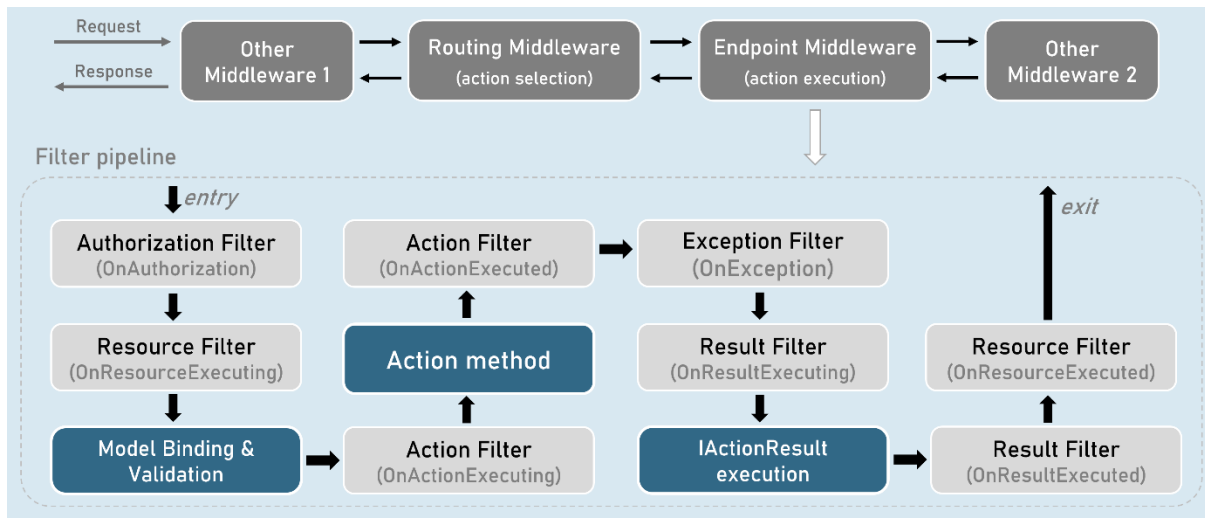 Request
Response
Other
Middleware 1
Routing Middleware
(action selection)
Endpoint Middleware
(action execution)
Other
Middleware 2
Filter pipeline
entry
Authorization Filter
(OnAuthorization)
Resource Filter
(OnResourceExecuting)
Model Binding &
Validation
Action Filter
(OnActionExecuting)
Action method
Action Filter
(OnActionExecuted)
Exception Filter
(OnException)
Result Filter
(OnResultExecuting)
IActionResult
execution
Result Filter
(OnResultExecuted)
Resource Filter
(OnResourceExecuted)
exit